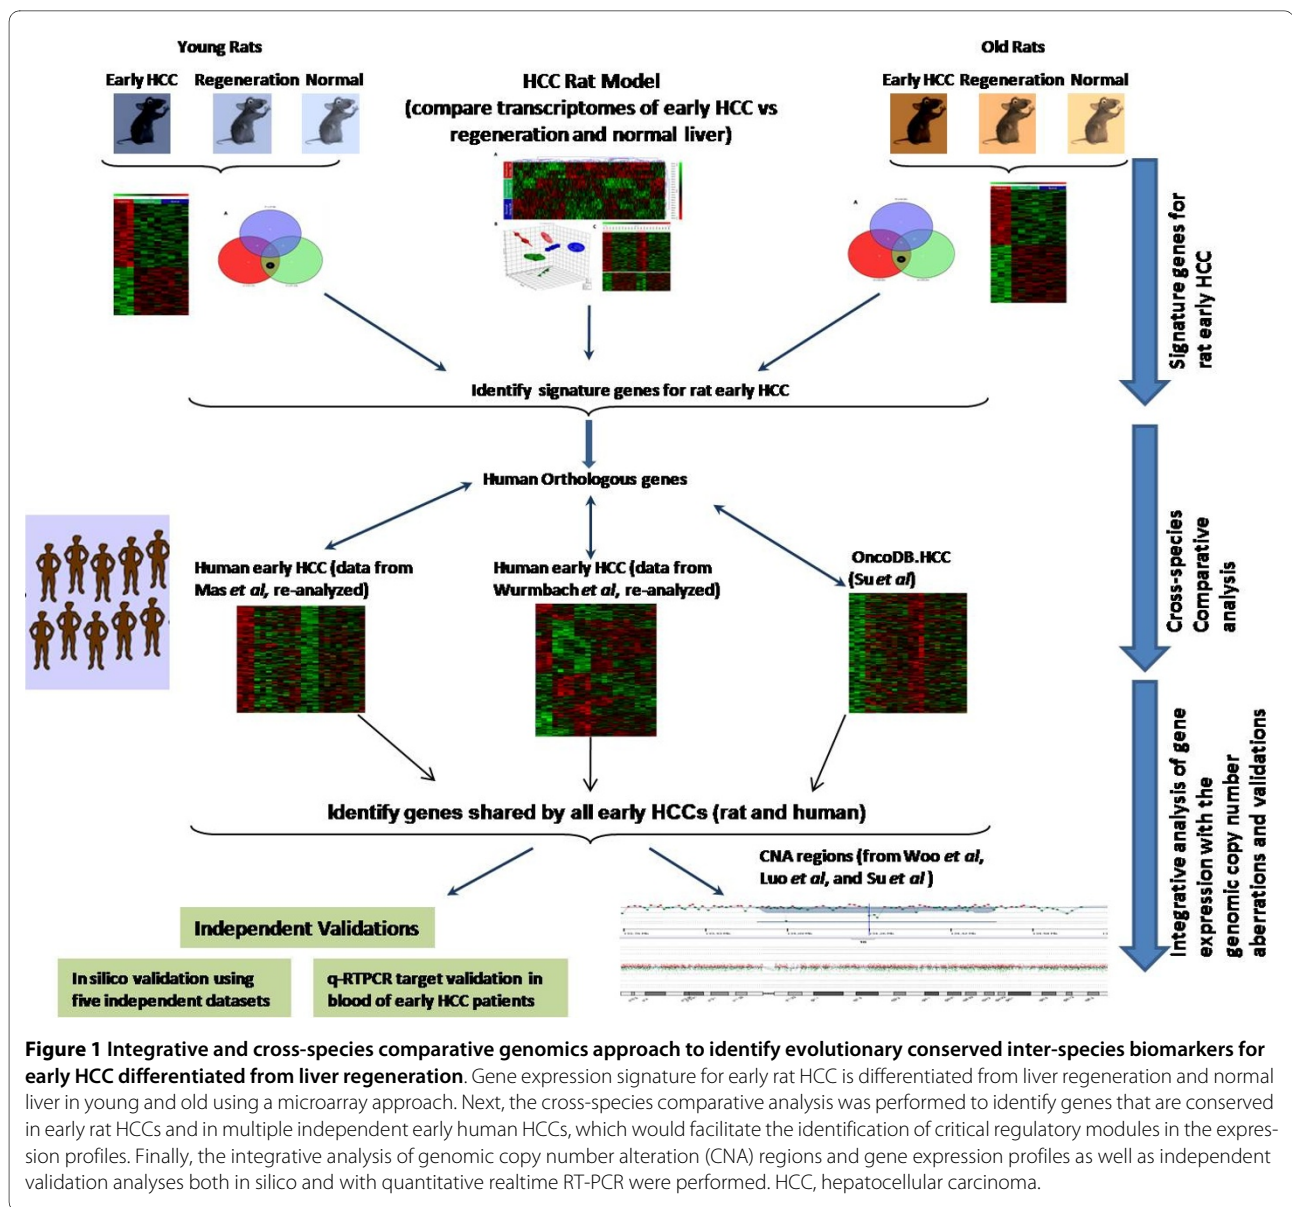 Young Rats
Early HCC Regeneration Normal
HCC Rat Model
(compare transcriptomes of early HCC vs
regeneration and normal liver)
Old Rats
Early HCC Regeneration Normal
A
A
B
C
A
Signature genes for
rat early HCC
Identify signature genes for rat early HCC
Human Orthologous genes
Human early HCC (data from
Mas et al, re-analyzed)
Human early HCC (data from
Wurmbach et al, re-analyzed)
OncoDB.HCC
(Su et al)
Cross-species
Comparative
analysis
Identify genes shared by all early HCCs (rat and human)
CNA regions (from Woo et al,
Luo et al, and Su et al )
Independent Validations
In silico validation using
five independent datasets
q-RTPCR target validation in
blood of early HCC patients
Integrative analysis of gene
expression with the
genomic copy number
aberrations and validations
Figure 1 Integrative and cross-species comparative genomics approach to identify evolutionary conserved inter-species biomarkers for
early HCC differentiated from liver regeneration. Gene expression signature for early rat HCC is differentiated from liver regeneration and normal
liver in young and old using a microarray approach. Next, the cross-species comparative analysis was performed to identify genes that are conserved
in early rat HCCs and in multiple independent early human HCCs, which would facilitate the identification of critical regulatory modules in the expres-
sion profiles. Finally, the integrative analysis of genomic copy number alteration (CNA) regions and gene expression profiles as well as independent
validation analyses both in silico and with quantitative realtime RT-PCR were performed. HCC, hepatocellular carcinoma.